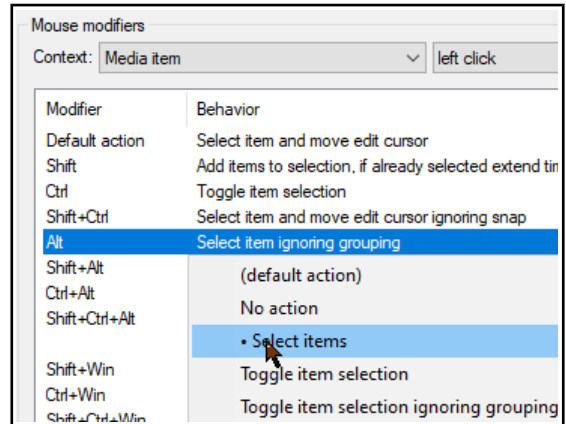 Mouse modifiers
Context: Media item left click
Modifier Behavior
Default action Select item and move edit cursor
Shift Add items to selection, if already selected extend tim
Ctrl Toggle item selection
Shift+Ctrl Select item and move edit cursor ignoring snap
Alt Select item ignoring grouping
Shift+Alt
(default action)
Ctrl+Alt
No action
Shift+Ctrl+Alt
• Select items
Shift+Win
Toggle item selection
Ctrl+Win
Toggle item selection ignoring grouping
Shift+Ctrl+Win